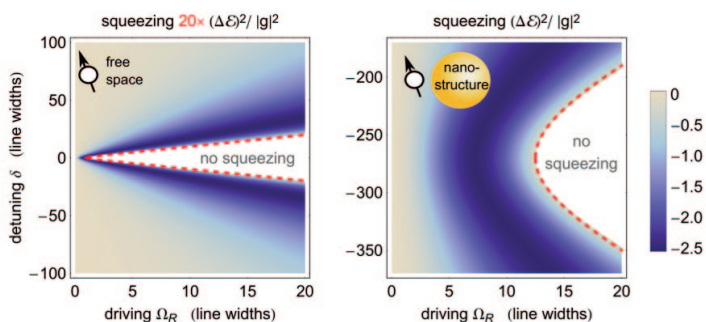 squeezing 20× (Δℰ)²/ |g|²
100
50
0
−50
−100
detuning δ (line widths)
free
space
no squeezing
0 5 10 15 20
driving Ω_R (line widths)
squeezing (Δℰ)²/ |g|²
−200
−250
−300
−350
nano-
structure
no
squeezing
0 5 10 15 20
driving Ω_R (line widths)
0
−0.5
−1.0
−1.5
−2.0
−2.5